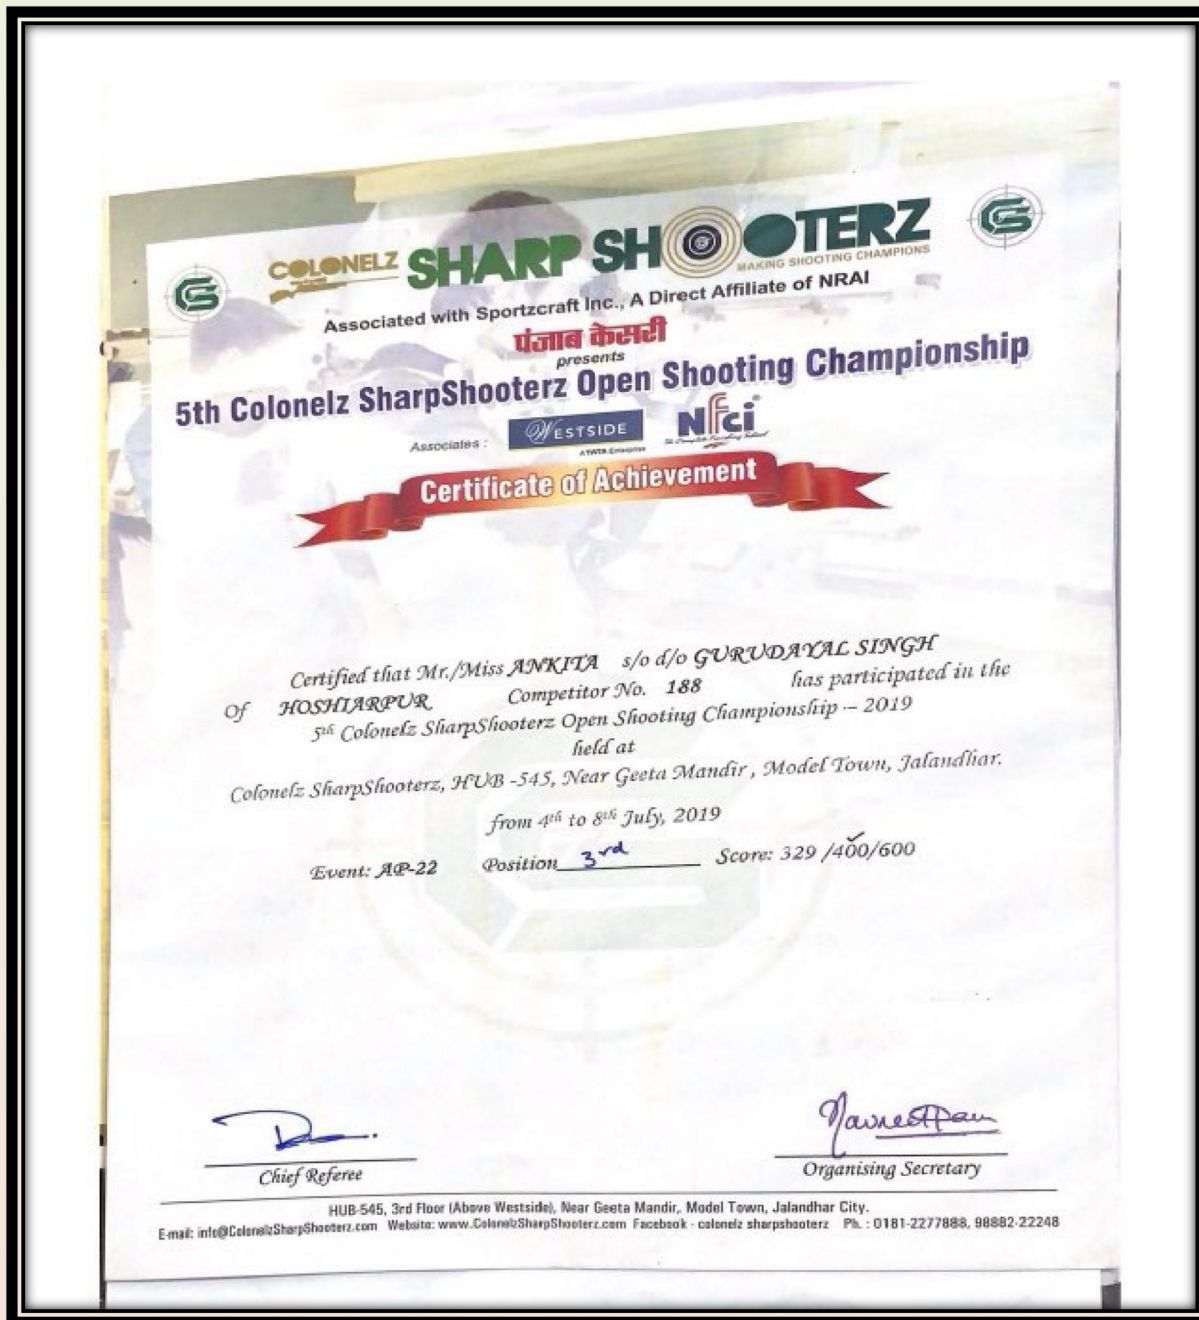 COLONELZ SHARP SHOOTERZ
MAKING SHOOTING CHAMPIONS
Associated with Sportzcraft Inc., A Direct Affiliate of NRAI
पंजाब केसरी
presents
5th Colonelz SharpShooterz Open Shooting Championship
Associates : WESTSIDE Nfci
A TATA Enterprise
Certificate of Achievement
Certified that Mr./Miss ANKITA s/o d/o GURUDAYAL SINGH
Of HOSHIARPUR Competitor No. 188 has participated in the
5th Colonelz SharpShooterz Open Shooting Championship – 2019
held at
Colonelz SharpShooterz, HUB -545, Near Geeta Mandir , Model Town, Jalandhar.
from 4th to 8th July, 2019
Event: AP-22 Position 3rd Score: 329 /400/600
Chief Referee
Organising Secretary
HUB-545, 3rd Floor (Above Westside), Near Geeta Mandir, Model Town, Jalandhar City.
E-mail: info@ColonelzSharpShooterz.com Website: www.ColonelzSharpShooterz.com Facebook - colonelz sharpshooterz Ph. : 0181-2277888, 98882-22248